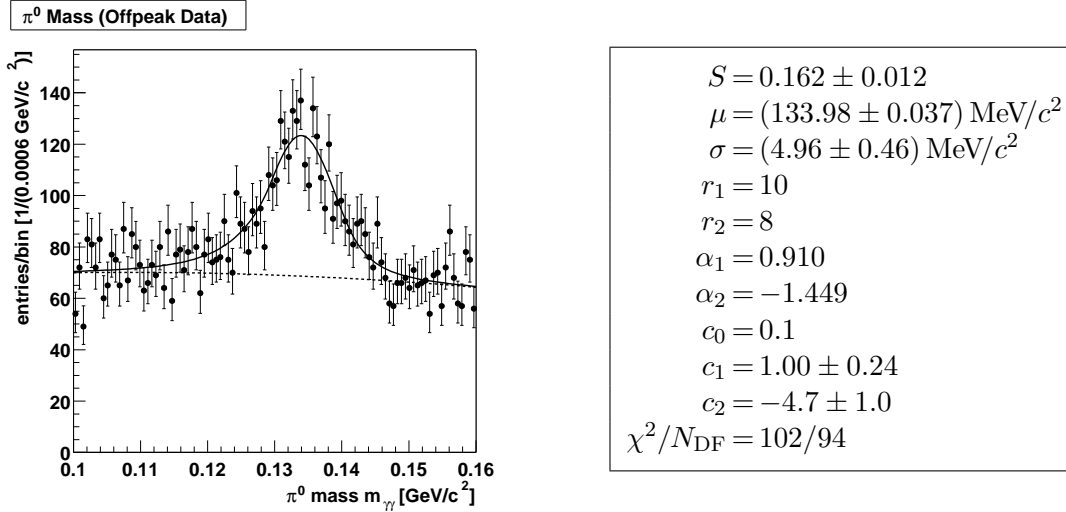 π⁰ Mass (Offpeak Data)
entries/bin [1/(0.0006 GeV/c²)]
140
120
100
80
60
40
20
0
0.1 0.11 0.12 0.13 0.14 0.15 0.16
π⁰ mass m_γγ [GeV/c²]
S = 0.162 ± 0.012
μ = (133.98 ± 0.037) MeV/c²
σ = (4.96 ± 0.46) MeV/c²
r₁ = 10
r₂ = 8
α₁ = 0.910
α₂ = −1.449
c₀ = 0.1
c₁ = 1.00 ± 0.24
c₂ = −4.7 ± 1.0
χ²/N_DF = 102/94